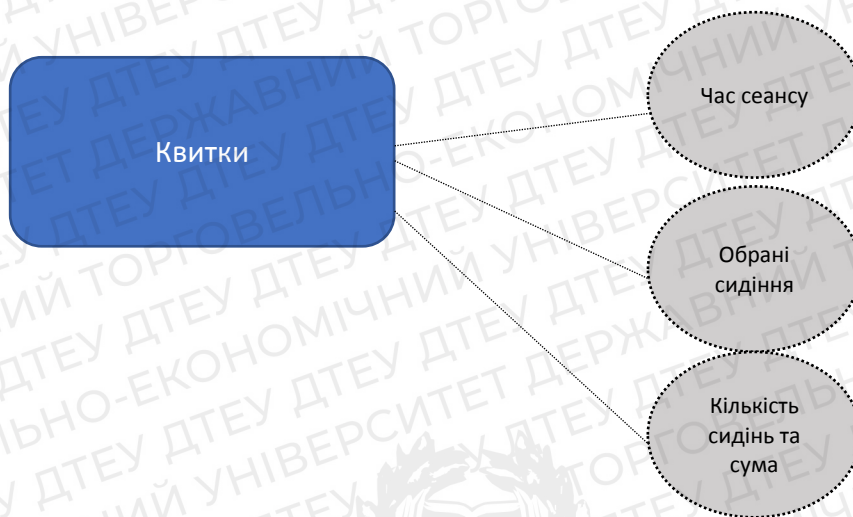 Квитки
Час сеансу
Обрані
сидіння
Кількість
сидінь та
сума